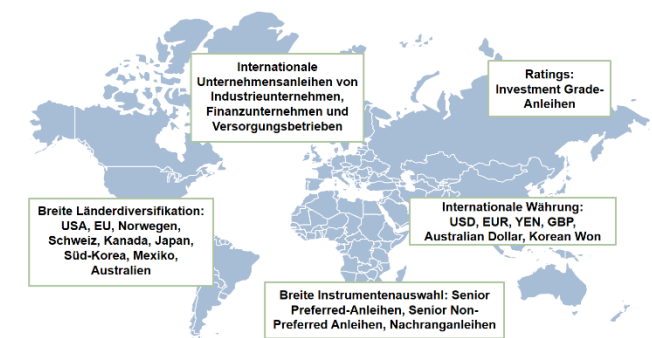 Internationale
Unternehmensanleihen von
Industrieunternehmen,
Finanzunternehmen und
Versorgungsbetrieben
Ratings:
Investment Grade-
Anleihen
Breite Länderdiversifikation:
USA, EU, Norwegen,
Schweiz, Kanada, Japan,
Süd-Korea, Mexiko,
Australien
Internationale Währung:
USD, EUR, YEN, GBP,
Australian Dollar, Korean Won
Breite Instrumentenauswahl: Senior
Preferred-Anleihen, Senior Non-
Preferred Anleihen, Nachranganleihen